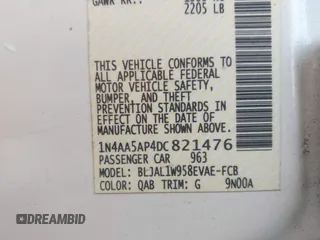 GAWR RR.:
2205 LB
THIS VEHICLE CONFORMS TO
ALL APPLICABLE FEDERAL
MOTOR VEHICLE SAFETY,
BUMPER, AND THEFT
PREVENTION STANDARDS IN
EFFECT ON THE DATE OF
MANUFACTURE SHOWN ABOVE.
1N4AA5AP4DC821476
PASSENGER CAR 963
MODEL: BLJAL1W958EVAE-FCB
COLOR: QAB TRIM: G 9N00A
AUTOBIDMASTER